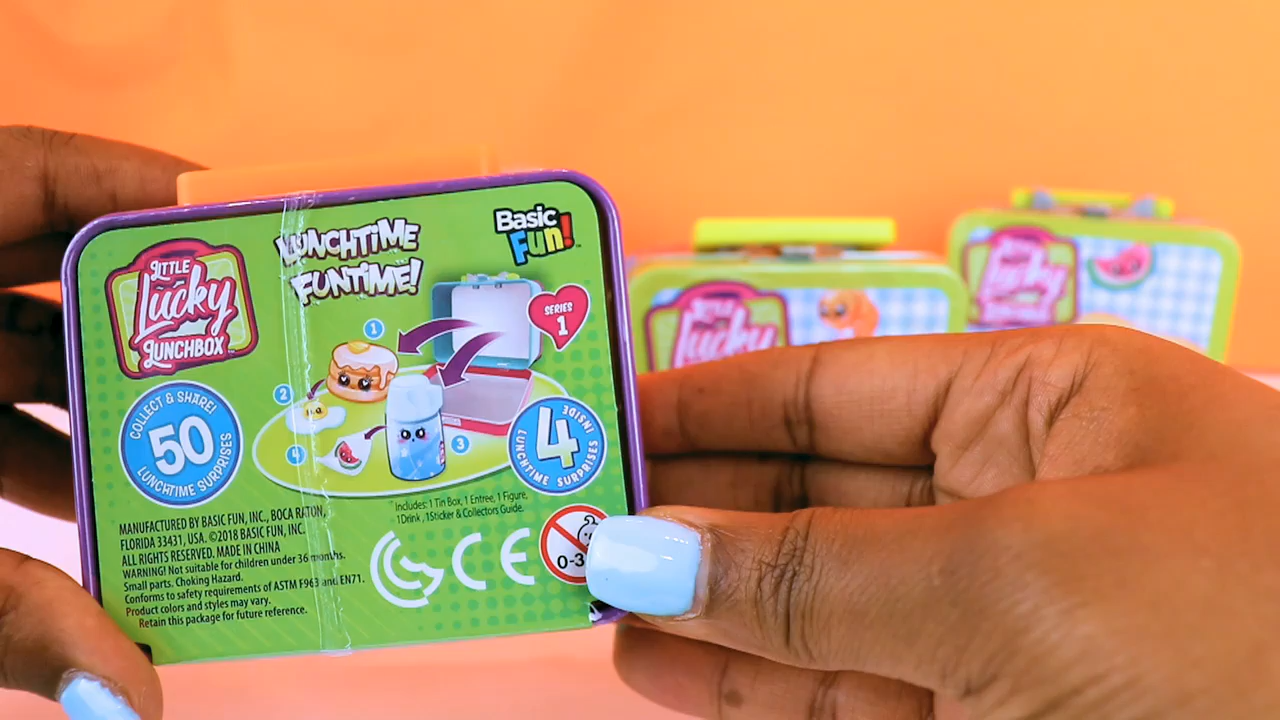 LITTLE
Lucky
LUNCHBOX
LUNCHTIME
FUNTIME!
Basic
Fun!
SERIES
1
1
2
3
4
COLLECT & SHARE!
50
LUNCHTIME SURPRISES
4
INSIDE
LUNCHTIME SURPRISES
Includes: 1 Tin Box, 1 Entree, 1 Figure,
1Drink, 1Sticker & Collectors Guide.
MANUFACTURED BY BASIC FUN, INC., BOCA RATON,
FLORIDA 33431, USA. ©2018 BASIC FUN, INC.
ALL RIGHTS RESERVED. MADE IN CHINA
WARNING! Not suitable for children under 36 months.
Small parts. Choking Hazard.
Conforms to safety requirements of ASTM F963 and EN71.
Product colors and styles may vary.
Retain this package for future reference.
CE
0-3
LITTLE
Lucky
LITTLE
Lucky